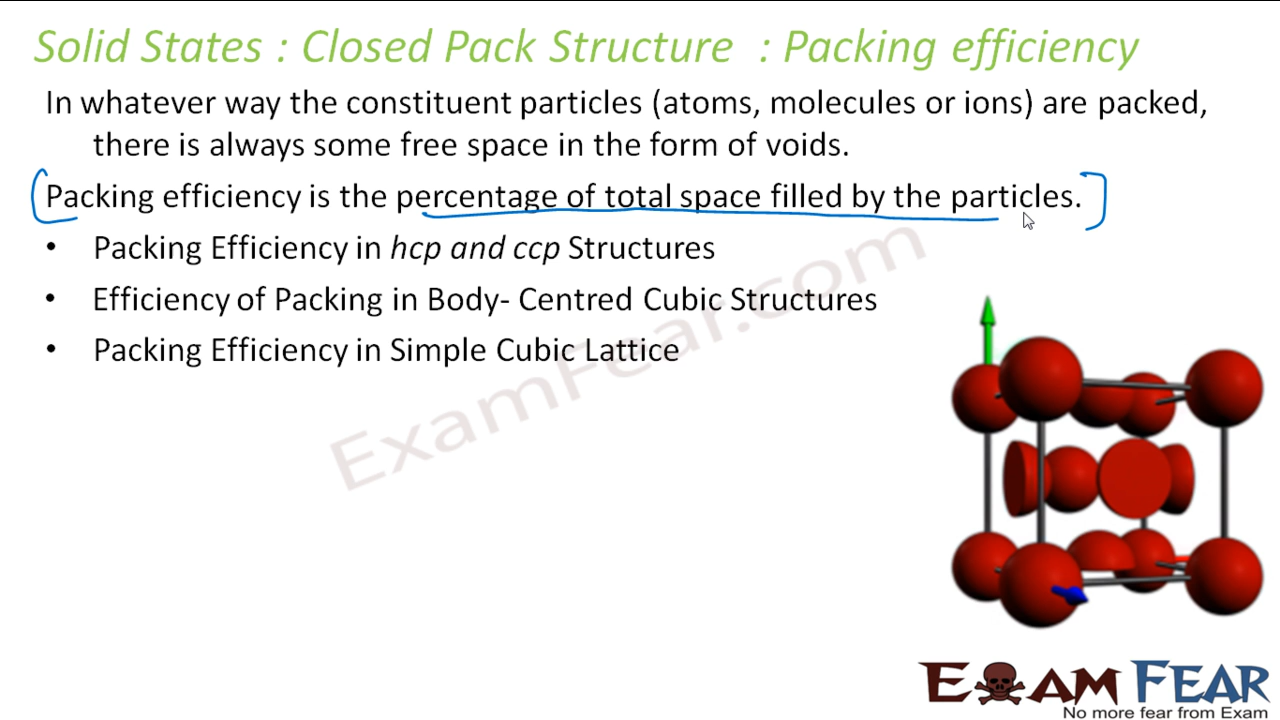 Solid States : Closed Pack Structure : Packing efficiency
In whatever way the constituent particles (atoms, molecules or ions) are packed,
there is always some free space in the form of voids.
Packing efficiency is the percentage of total space filled by the particles.
• Packing Efficiency in hcp and ccp Structures
• Efficiency of Packing in Body- Centred Cubic Structures
• Packing Efficiency in Simple Cubic Lattice
ExamFear.com
EXAM FEAR
No more fear from Exam